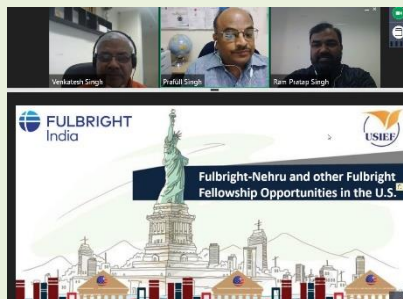 Venkatesh Singh
Prafull Singh
Ram Pratap Singh
FULBRIGHT
India
USIEF
Fulbright-Nehru and other Fulbright
Fellowship Opportunities in the U.S.